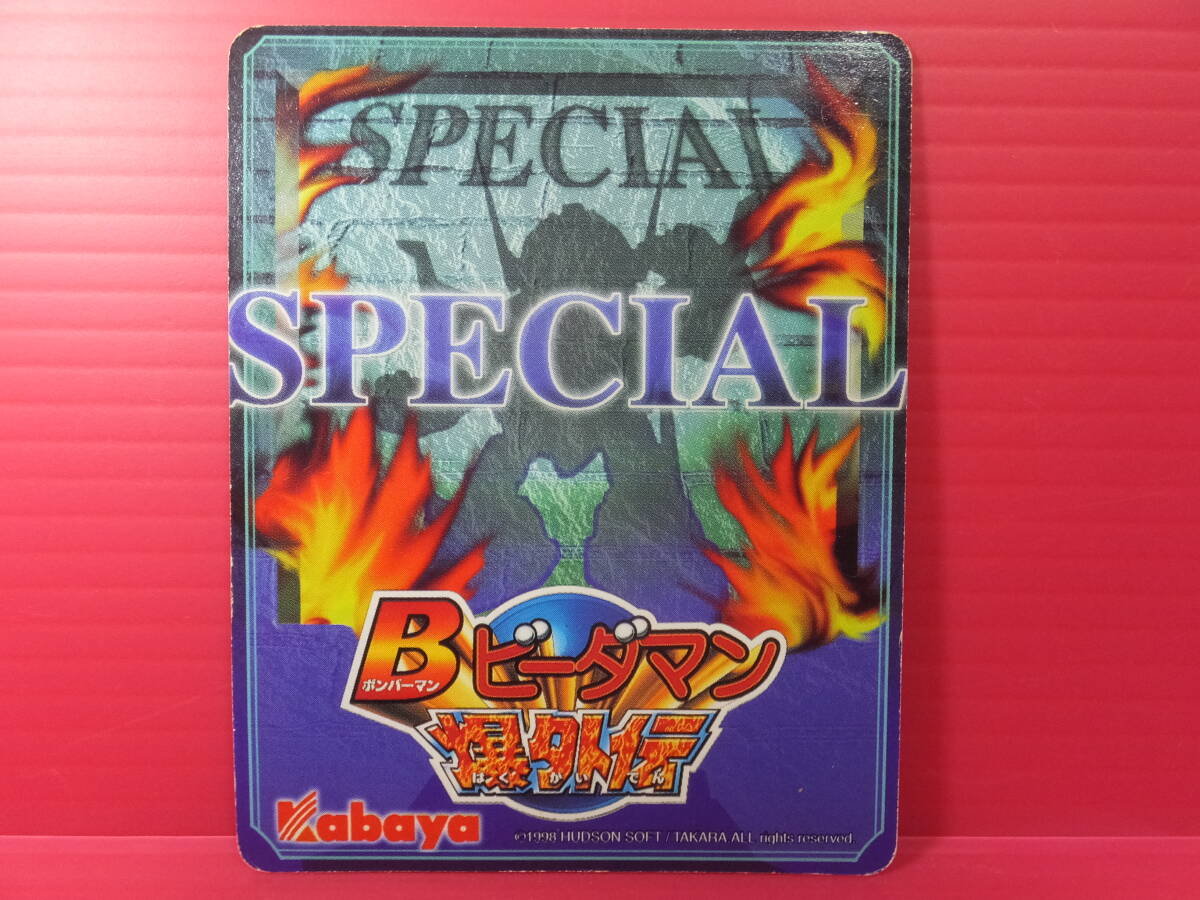 SPECIAL
SPECIAL
B ビーダマン
ボンバーマン
爆外伝
ばくがいでん
Kabaya
©1998 HUDSON SOFT / TAKARA ALL rights reserved.